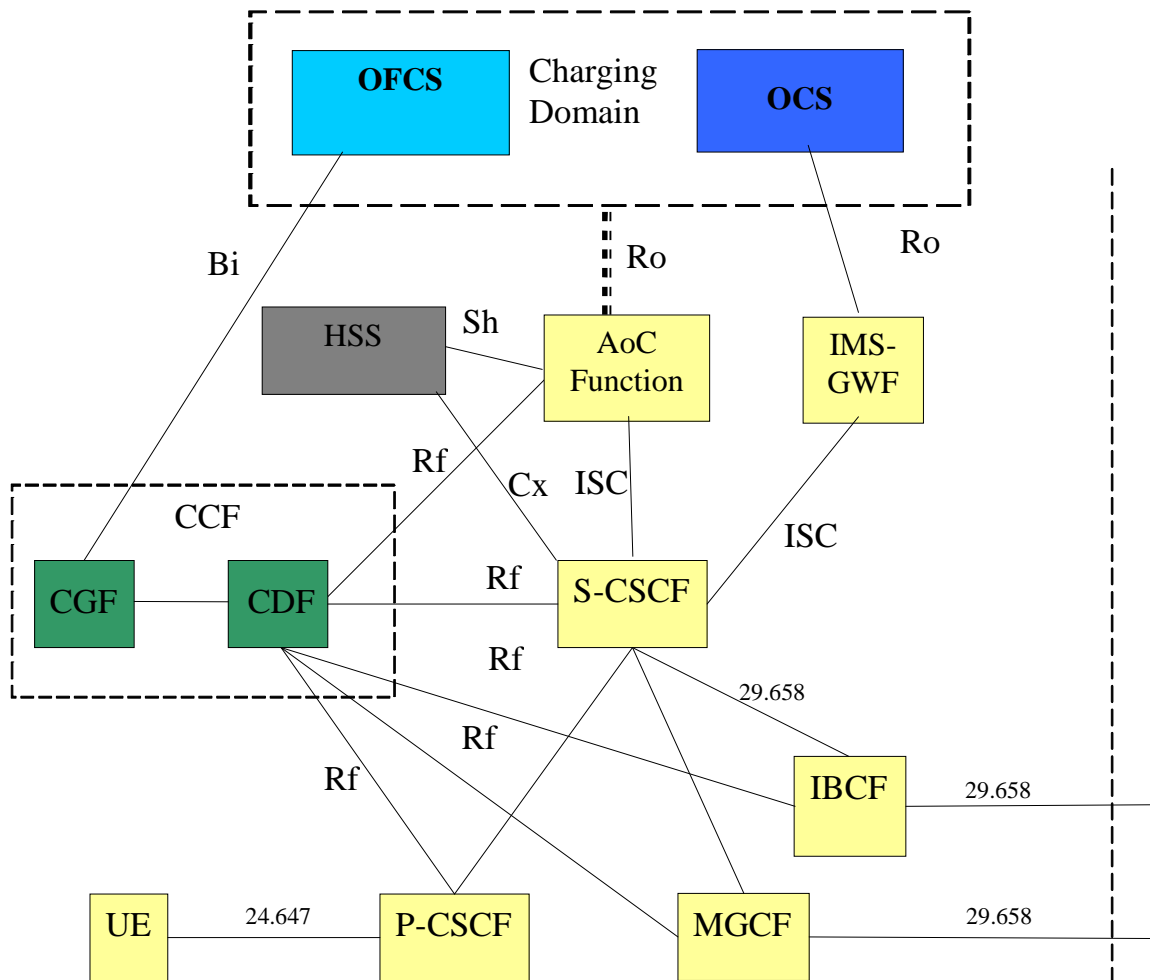 OFCS
Charging
Domain
OCS
Bi
Ro
Ro
HSS
Sh
AoC
Function
IMS-
GWF
Rf
Cx
ISC
ISC
CCF
CGF
CDF
Rf
S-CSCF
Rf
29.658
Rf
Rf
IBCF
29.658
UE
24.647
P-CSCF
MGCF
29.658